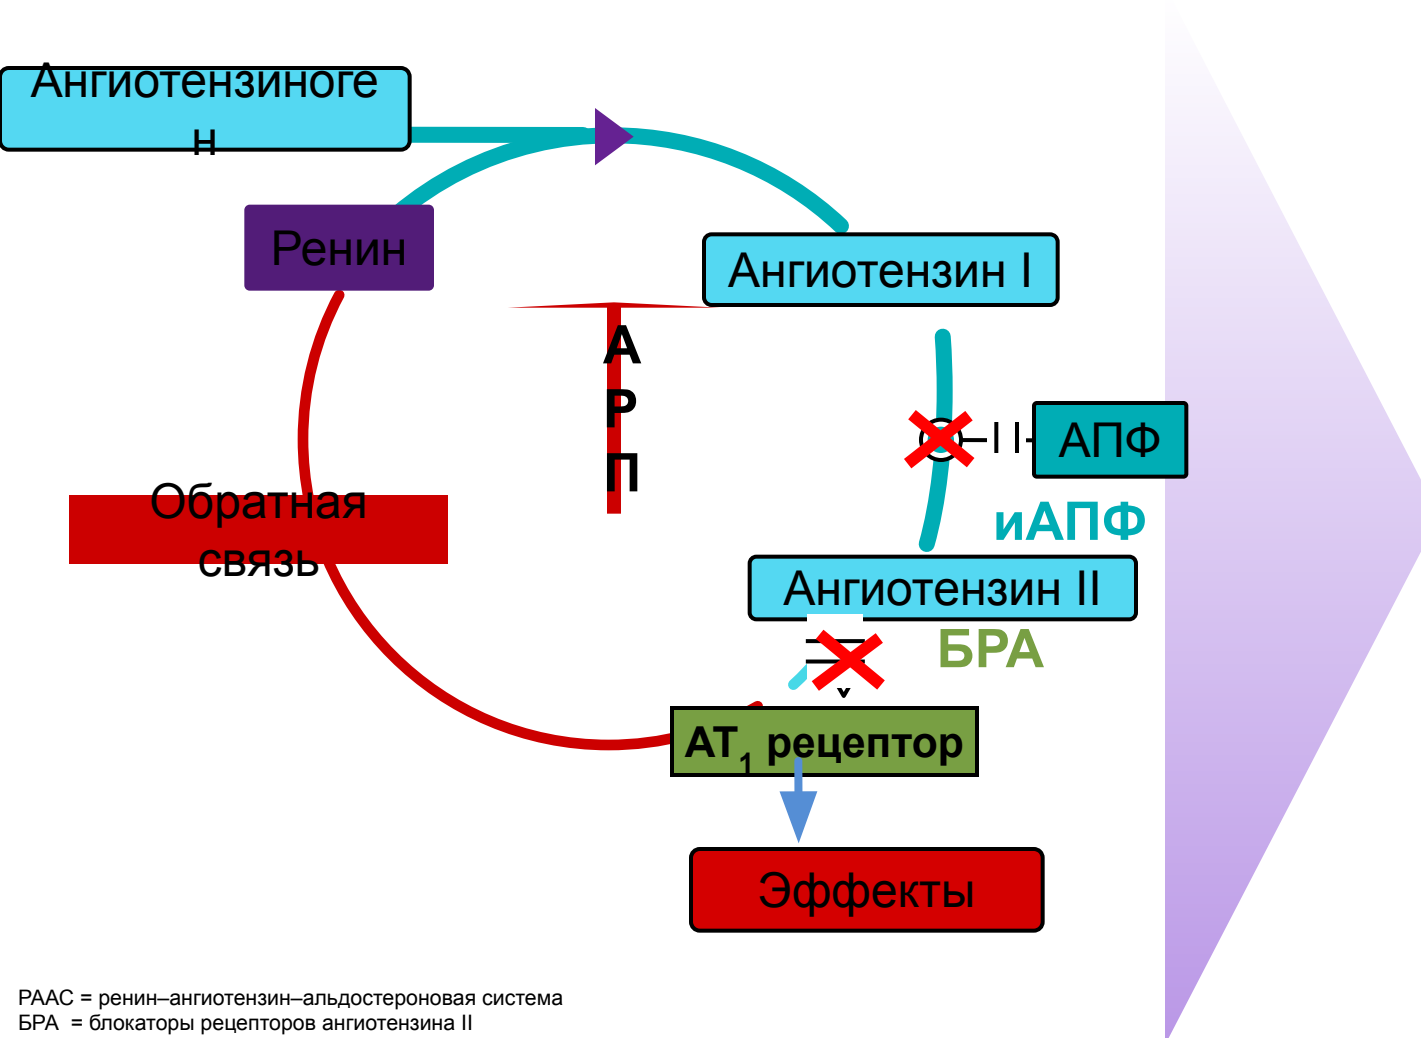 Ангиотензиноге
н
Ренин
Ангиотензин I
А
Р
П
АПФ
иАПФ
Обратная
связь
Ангиотензин II
БРА
АТ1 рецептор
Эффекты
РААС = ренин–ангиотензин–альдостероновая система
БРА = блокаторы рецепторов ангиотензина II